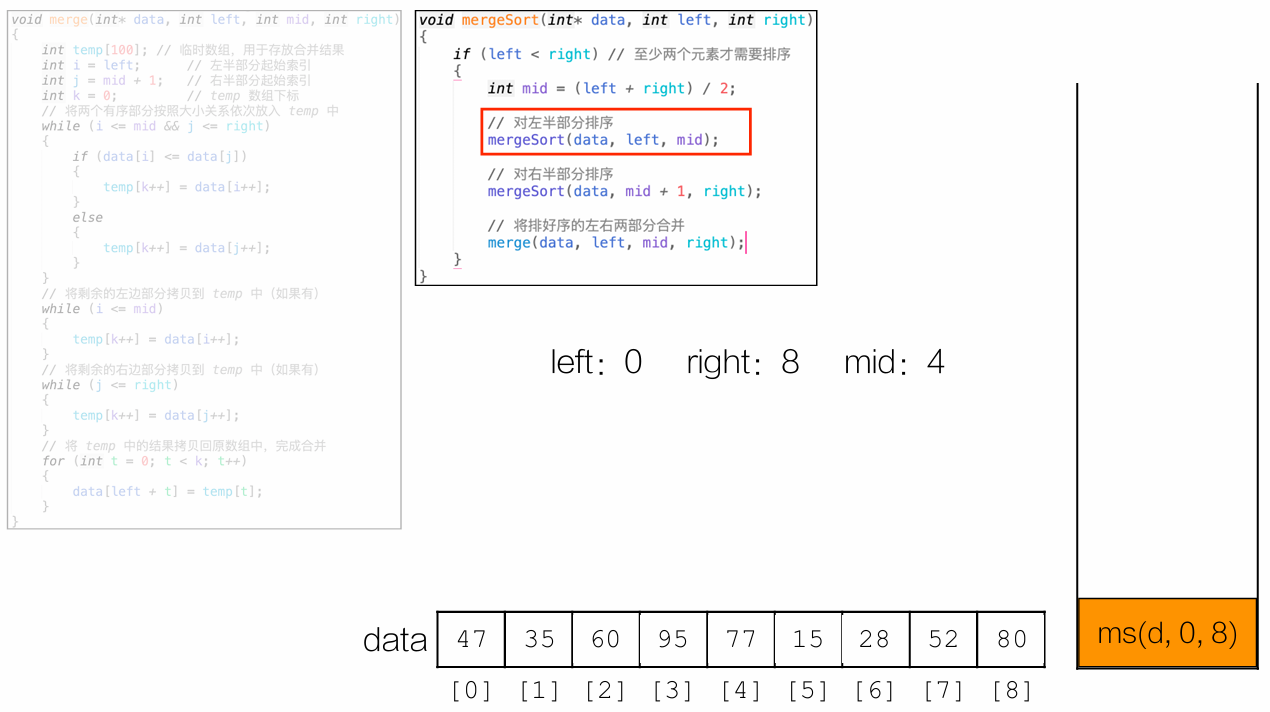 void merge(int* data, int left, int mid, int right)
{
    int temp[100]; // 临时数组，用于存放合并结果
    int i = left;      // 左半部分起始索引
    int j = mid + 1;   // 右半部分起始索引
    int k = 0;         // temp 数组下标
    // 将两个有序部分按照大小关系依次放入 temp 中
    while (i <= mid && j <= right)
    {
        if (data[i] <= data[j])
        {
            temp[k++] = data[i++];
        }
        else
        {
            temp[k++] = data[j++];
        }
    }
    // 将剩余的左边部分拷贝到 temp 中（如果有）
    while (i <= mid)
    {
        temp[k++] = data[i++];
    }
    // 将剩余的右边部分拷贝到 temp 中（如果有）
    while (j <= right)
    {
        temp[k++] = data[j++];
    }
    // 将 temp 中的结果拷贝回原数组中，完成合并
    for (int t = 0; t < k; t++)
    {
        data[left + t] = temp[t];
    }
}
void mergeSort(int* data, int left, int right)
{
    if (left < right) // 至少两个元素才需要排序
    {
        int mid = (left + right) / 2;
        // 对左半部分排序
        mergeSort(data, left, mid);
        // 对右半部分排序
        mergeSort(data, mid + 1, right);
        // 将排好序的左右两部分合并
        merge(data, left, mid, right);
    }
}
left：0 right：8 mid：4
data 47 35 60 95 77 15 28 52 80
[0] [1] [2] [3] [4] [5] [6] [7] [8]
ms(d, 0, 8)